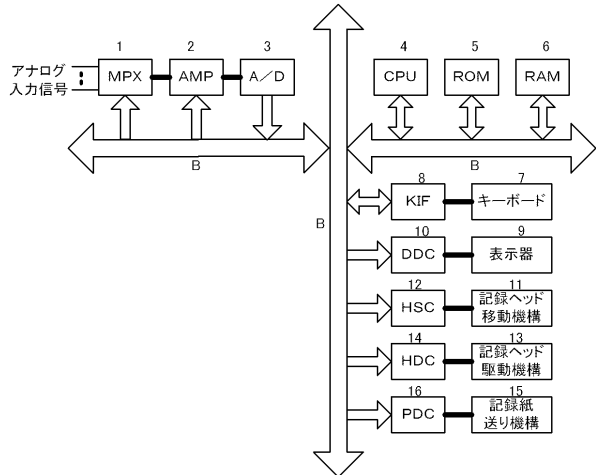 1 2 3
アナログ
入力信号
MPX AMP A/D
B
4 5 6
CPU ROM RAM
B
B
8 7
KIF キーボード
10 9
DDC 表示器
12 11
HSC 記録ヘッド
移動機構
14 13
HDC 記録ヘッド
駆動機構
16 15
PDC 記録紙
送り機構